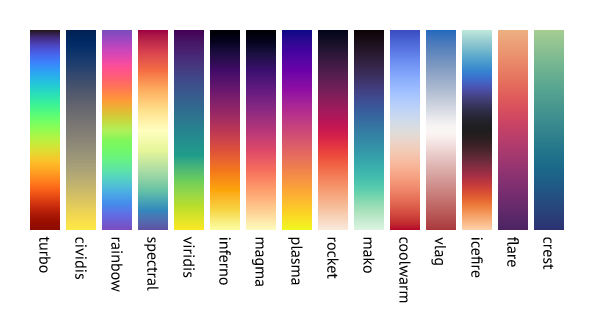 turbo
cividis
rainbow
spectral
viridis
inferno
magma
plasma
rocket
mako
coolwarm
vlag
icefire
flare
crest